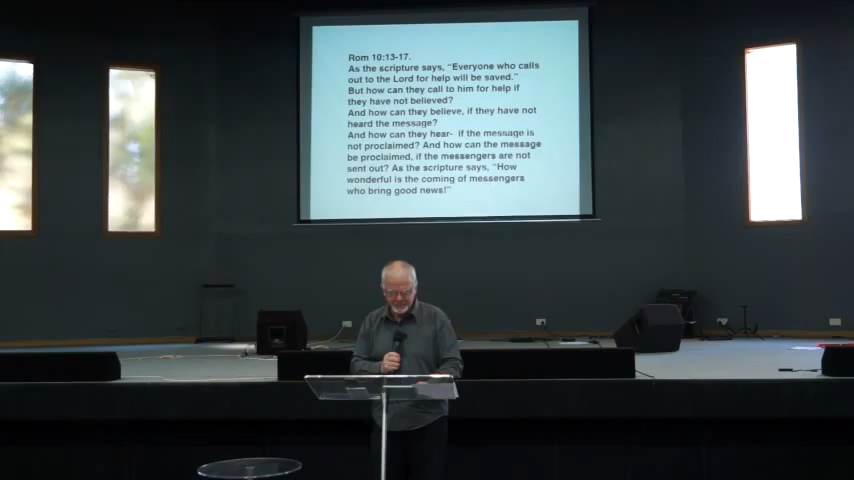 Rom 10:13-17.
As the scripture says, "Everyone who calls
out to the Lord for help will be saved."
But how can they call to him for help if
they have not believed?
And how can they believe, if they have not
heard the message?
And how can they hear- if the message is
not proclaimed? And how can the message
be proclaimed, if the messengers are not
sent out? As the scripture says, "How
wonderful is the coming of messengers
who bring good news!"